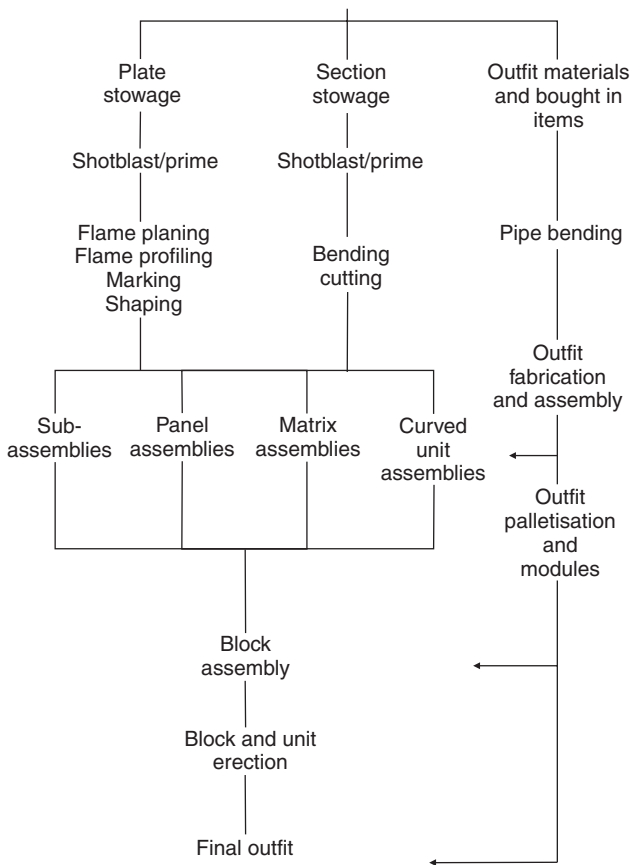 Plate
stowage
Section
stowage
Outfit materials
and bought in
items
Shotblast/prime
Shotblast/prime
Flame planing
Flame profiling
Marking
Shaping
Bending
cutting
Pipe bending
Outfit
fabrication
and assembly
Sub-
assemblies
Panel
assemblies
Matrix
assemblies
Curved
unit
assemblies
Outfit
palletisation
and
modules
Block
assembly
Block and unit
erection
Final outfit